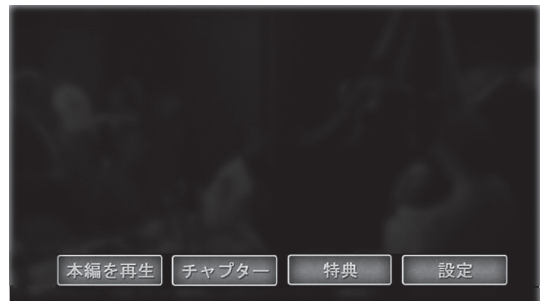 本編を再生
チャプター
特典
設定